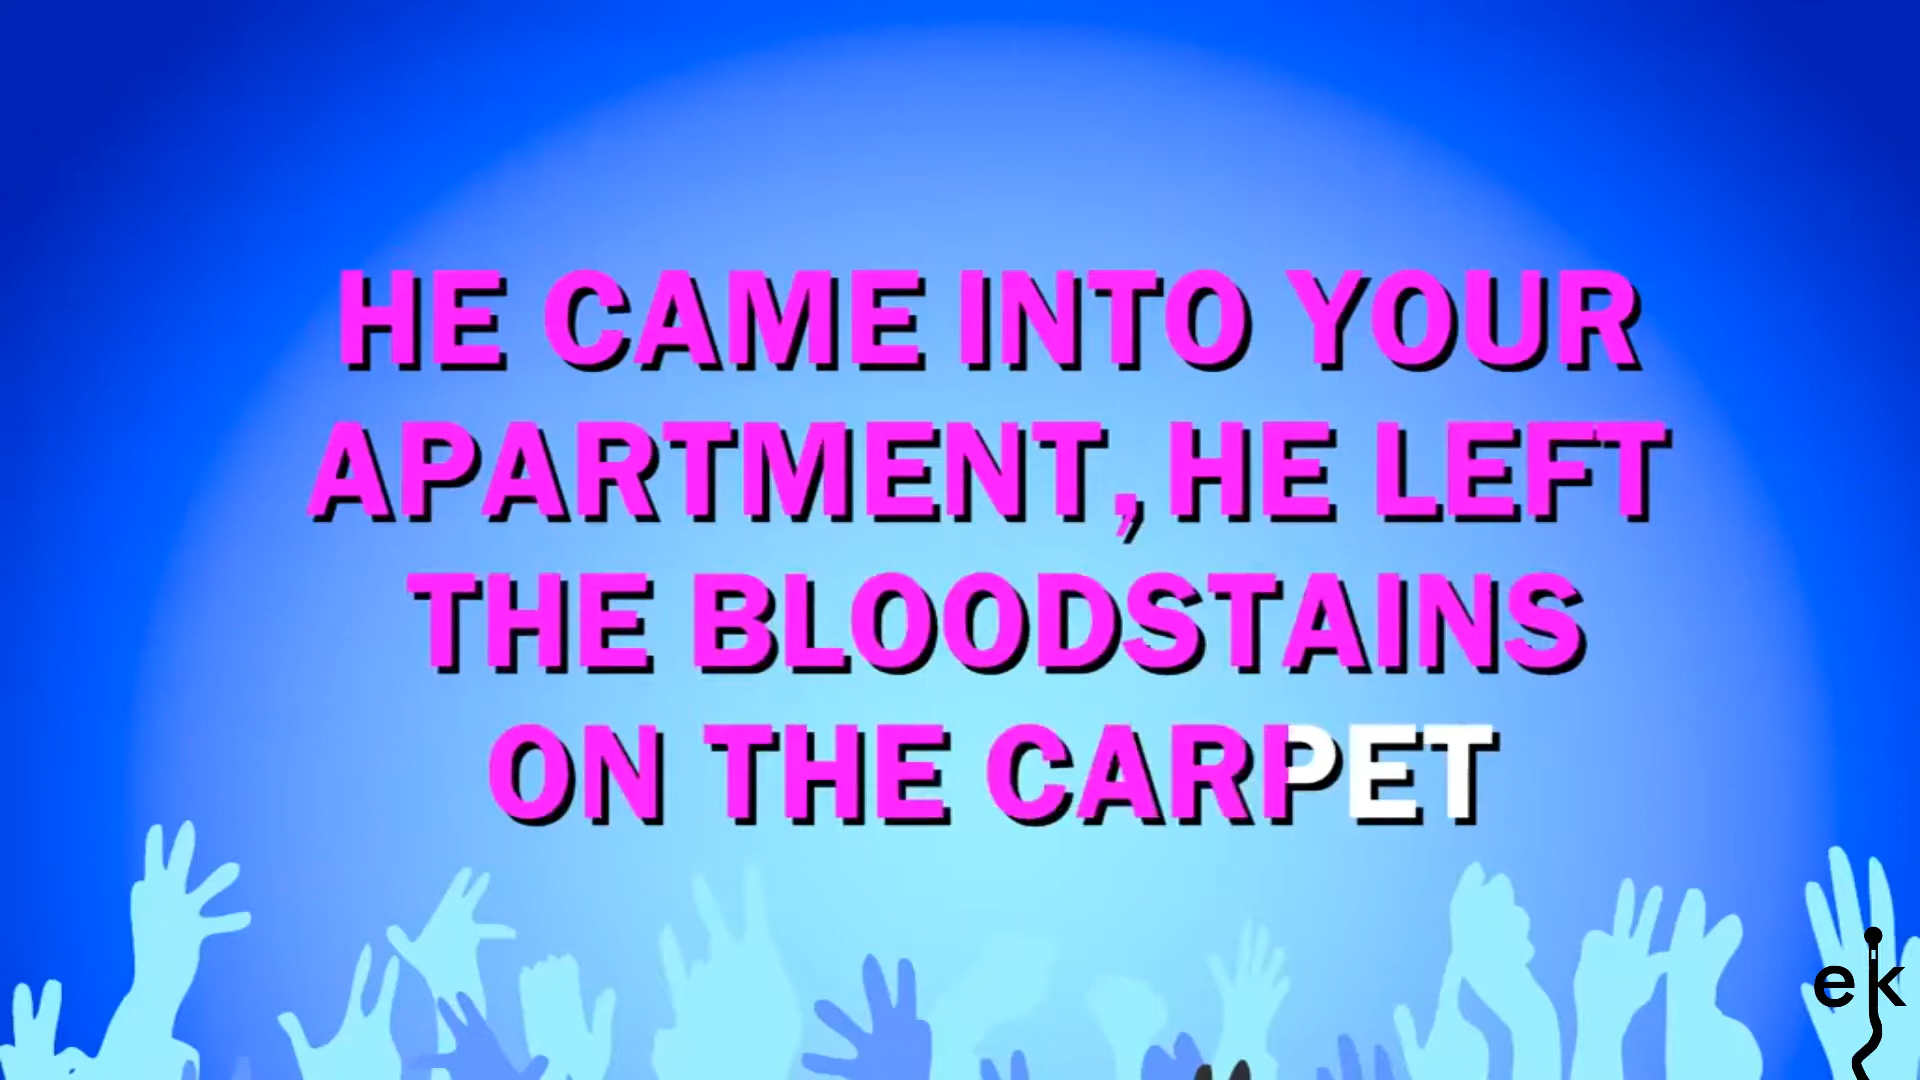 HE CAME INTO YOUR
APARTMENT, HE LEFT
THE BLOODSTAINS
ON THE CARPET
ek